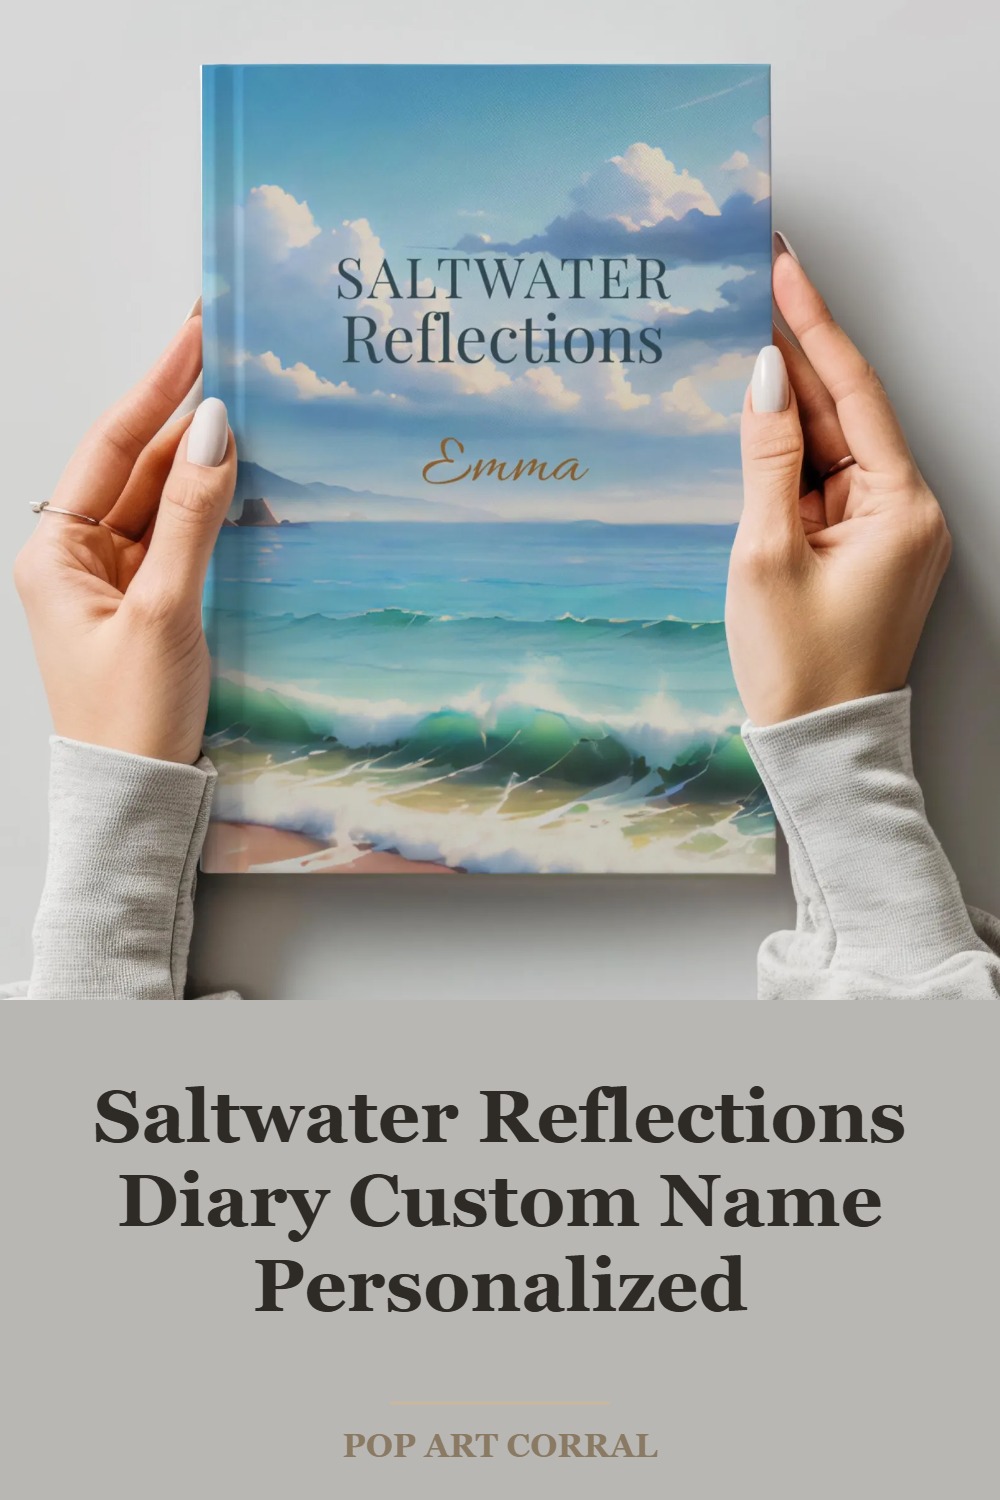 SALTWATER
Reflections
Emma
Saltwater Reflections
Diary Custom Name
Personalized
POP ART CORRAL